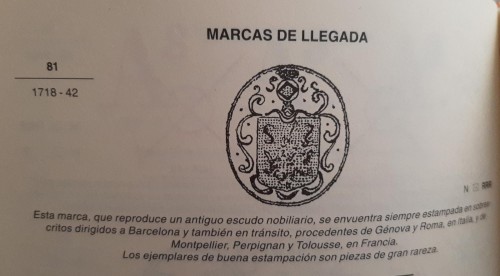 MARCAS DE LLEGADA
81
1718 - 42
N.
Esta marca, que reproduce un antiguo escudo nobiliario, se envuentra siempre estampada en sobres-
critos dirigidos a Barcelona y también en tránsito, procedentes de Génova y Roma, en Italia, y de
Montpellier, Perpignan y Tolousse, en Francia.
Los ejemplares de buena estampación son piezas de gran rareza.